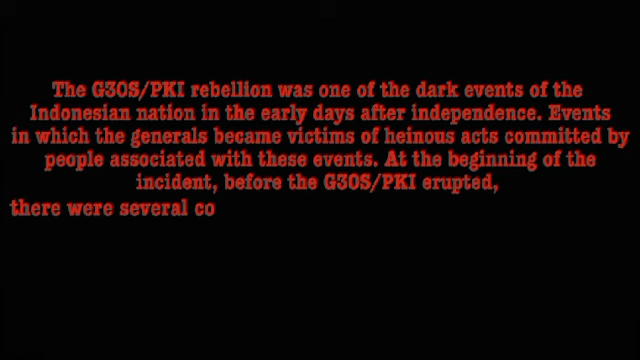 The G30S/PKI rebellion was one of the dark events of the
Indonesian nation in the early days after independence. Events
in which the generals became victims of heinous acts committed by
people associated with these events. At the beginning of the
incident, before the G30S/PKI erupted,
there were several co